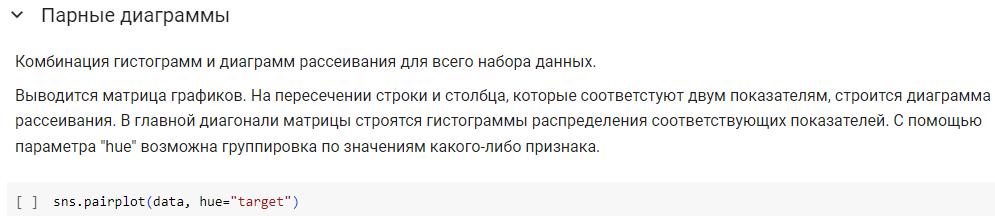 Парные диаграммы
Комбинация гистограмм и диаграмм рассеивания для всего набора данных.
Выводится матрица графиков. На пересечении строки и столбца, которые соответстуют двум показателям, строится диаграмма
рассеивания. В главной диагонали матрицы строятся гистограммы распределения соответствующих показателей. С помощью
параметра "hue" возможна группировка по значениям какого-либо признака.
[ ] sns.pairplot(data, hue="target")